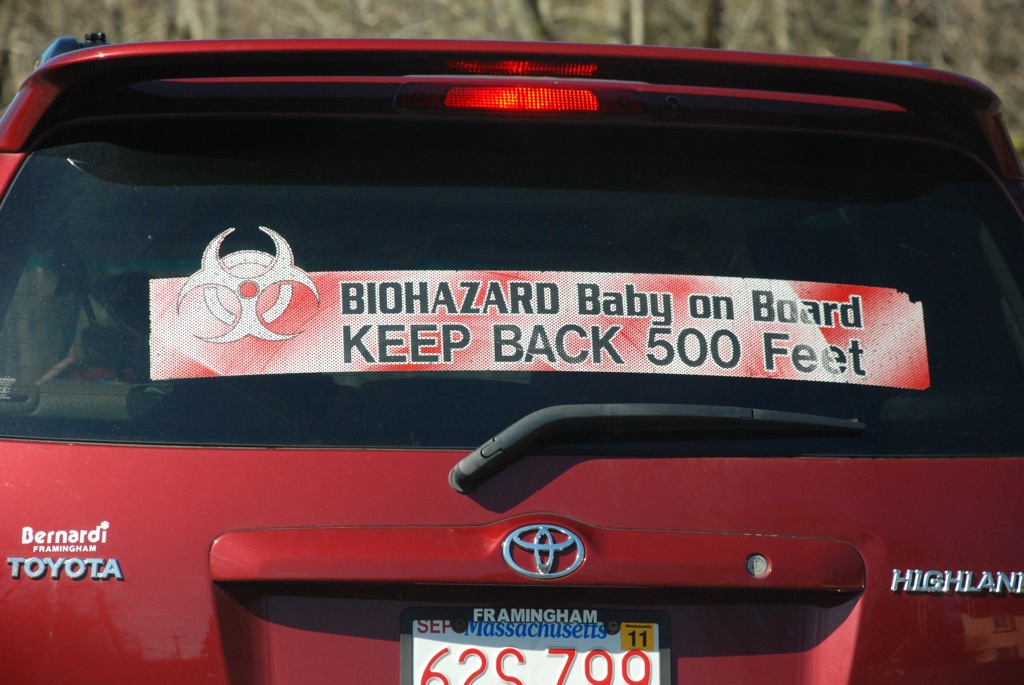 BIOHAZARD Baby on Board
KEEP BACK 500 Feet
Bernardi
FRAMINGHAM
TOYOTA
HIGHLAN
FRAMINGHAM
SEP Massachusetts 11
62S 799